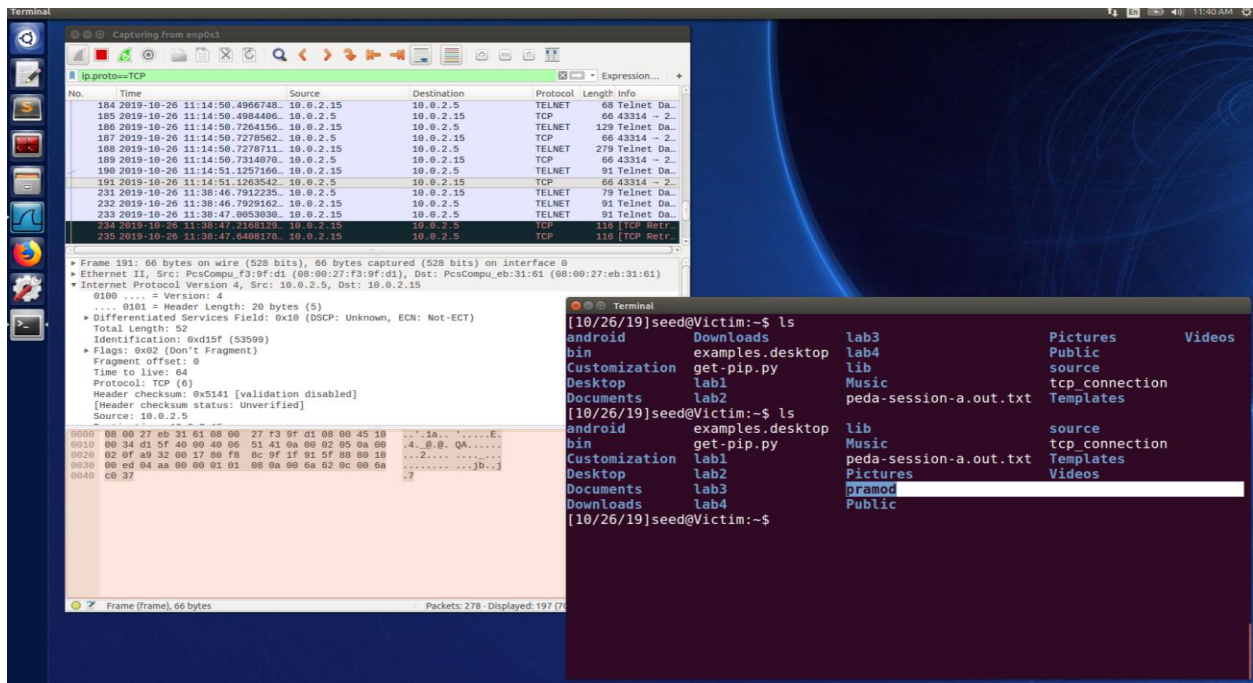 Terminal
En 11:40 AM
Capturing from enp0s3
ip.proto==TCP Expression... +
No. Time Source Destination Protocol Length Info
184 2019-10-26 11:14:50.4966748… 10.0.2.15 10.0.2.5 TELNET 68 Telnet Da…
185 2019-10-26 11:14:50.4984406… 10.0.2.5 10.0.2.15 TCP 66 43314 → 2…
186 2019-10-26 11:14:50.7264156… 10.0.2.15 10.0.2.5 TELNET 129 Telnet Da…
187 2019-10-26 11:14:50.7278562… 10.0.2.5 10.0.2.15 TCP 66 43314 → 2…
188 2019-10-26 11:14:50.7278711… 10.0.2.15 10.0.2.5 TELNET 279 Telnet Da…
189 2019-10-26 11:14:50.7314070… 10.0.2.5 10.0.2.15 TCP 66 43314 → 2…
190 2019-10-26 11:14:51.1257166… 10.0.2.15 10.0.2.5 TELNET 91 Telnet Da…
191 2019-10-26 11:14:51.1263542… 10.0.2.5 10.0.2.15 TCP 66 43314 → 2…
231 2019-10-26 11:38:46.7912235… 10.0.2.5 10.0.2.15 TELNET 79 Telnet Da…
232 2019-10-26 11:38:46.7929162… 10.0.2.15 10.0.2.5 TELNET 91 Telnet Da…
233 2019-10-26 11:38:47.0053030… 10.0.2.15 10.0.2.5 TELNET 91 Telnet Da…
234 2019-10-26 11:38:47.2168129… 10.0.2.15 10.0.2.5 TCP 116 [TCP Retr…
235 2019-10-26 11:38:47.6408178… 10.0.2.15 10.0.2.5 TCP 116 [TCP Retr…
Frame 191: 66 bytes on wire (528 bits), 66 bytes captured (528 bits) on interface 0
Ethernet II, Src: PcsCompu_f3:9f:d1 (08:00:27:f3:9f:d1), Dst: PcsCompu_eb:31:61 (08:00:27:eb:31:61)
Internet Protocol Version 4, Src: 10.0.2.5, Dst: 10.0.2.15
0100 .... = Version: 4
.... 0101 = Header Length: 20 bytes (5)
Differentiated Services Field: 0x10 (DSCP: Unknown, ECN: Not-ECT)
Total Length: 52
Identification: 0xd15f (53599)
Flags: 0x02 (Don't Fragment)
Fragment offset: 0
Time to live: 64
Protocol: TCP (6)
Header checksum: 0x5141 [validation disabled]
[Header checksum status: Unverified]
Source: 10.0.2.5
0000 08 00 27 eb 31 61 08 00 27 f3 9f d1 08 00 45 10 ..'.1a.. '.....E.
0010 00 34 d1 5f 40 00 40 06 51 41 0a 00 02 05 0a 00 .4._@.@. QA......
0020 02 0f a9 32 00 17 80 f8 8c 9f 1f 91 5f 88 80 10 ...2.... ...._...
0030 00 ed 04 aa 00 00 01 01 08 0a 00 6a 62 0c 00 6a ........ ...jb..j
0040 c0 37 .7
Frame (frame), 66 bytes Packets: 278 · Displayed: 197 (70
Terminal
[10/26/19]seed@Victim:~$ ls
android Downloads lab3 Pictures Videos
bin examples.desktop lab4 Public
Customization get-pip.py lib source
Desktop lab1 Music tcp_connection
Documents lab2 peda-session-a.out.txt Templates
[10/26/19]seed@Victim:~$ ls
android examples.desktop lib source
bin get-pip.py Music tcp_connection
Customization lab1 peda-session-a.out.txt Templates
Desktop lab2 Pictures Videos
Documents lab3 pramod
Downloads lab4 Public
[10/26/19]seed@Victim:~$